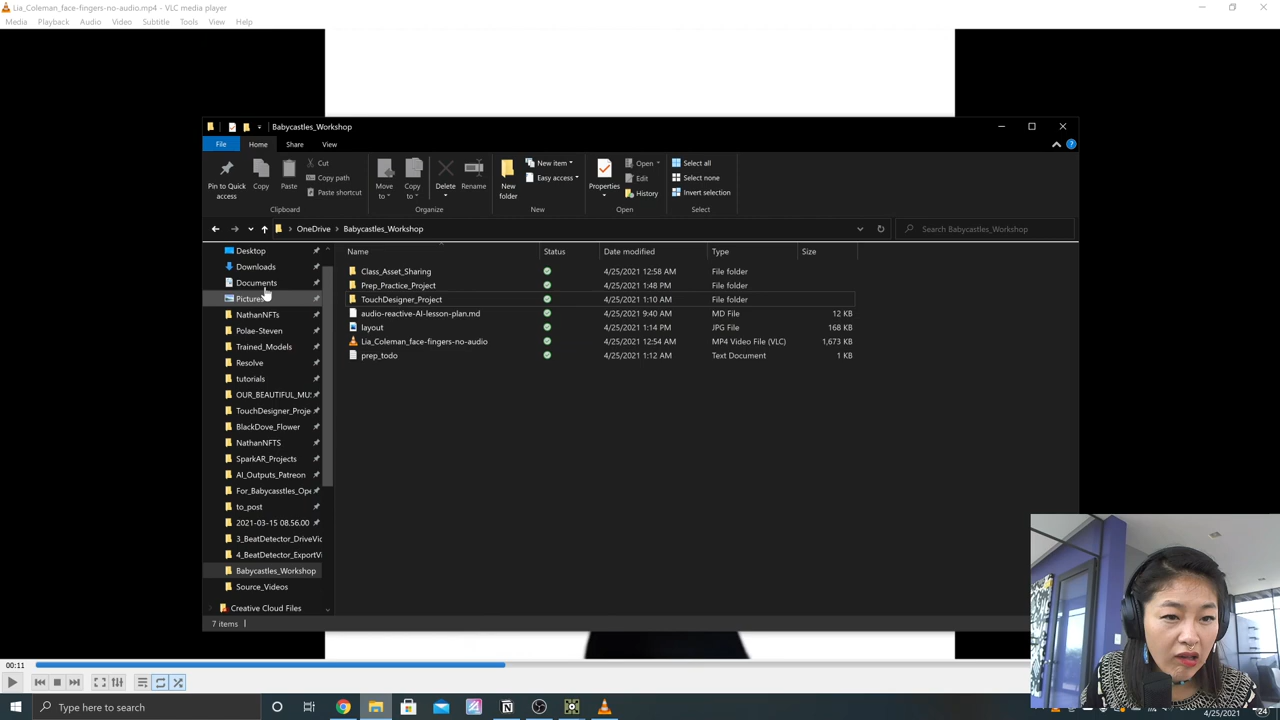 Lia_Coleman_face-fingers-no-audio.mp4 - VLC media player
Media Playback Audio Video Subtitle Tools View Help
Babycastles_Workshop
File Home Share View
Pin to Quick access
Copy
Paste
Cut
Copy path
Paste shortcut
Move to
Copy to
Delete
Rename
New folder
New item
Easy access
Properties
Open
Edit
History
Select all
Select none
Invert selection
Clipboard Organize New Open Select
OneDrive Babycastles_Workshop Search Babycastles_Workshop
Name Status Date modified Type Size
Class_Asset_Sharing 4/25/2021 12:58 AM File folder
Prep_Practice_Project 4/25/2021 1:48 PM File folder
TouchDesigner_Project 4/25/2021 1:10 AM File folder
audio-reactive-AI-lesson-plan.md 4/25/2021 9:40 AM MD File 12 KB
layout 4/25/2021 1:14 PM JPG File 168 KB
Lia_Coleman_face-fingers-no-audio 4/25/2021 12:54 AM MP4 Video File (VLC) 1,673 KB
prep_todo 4/25/2021 1:12 AM Text Document 1 KB
Desktop
Downloads
Documents
Pictures
NathanNFTs
Polae-Steven
Trained_Models
Resolve
tutorials
OUR_BEAUTIFUL_MU
TouchDesigner_Proje
BlackDove_Flower
NathanNFTS
SparkAR_Projects
AI_Outputs_Patreon
For_Babycasstles_Ope
to_post
2021-03-15 08.56.00
3_BeatDetector_DriveVi
4_BeatDetector_ExportVi
Babycastles_Workshop
Source_Videos
Creative Cloud Files
7 items
00:11
Type here to search
4/25/2021
24